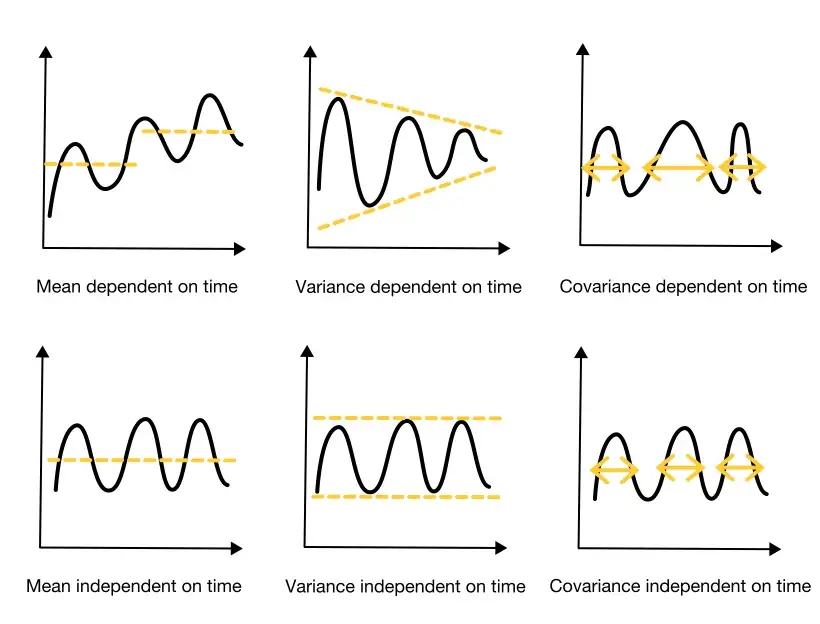 Mean dependent on time
Variance dependent on time
Covariance dependent on time
Mean independent on time
Variance independent on time
Covariance independent on time